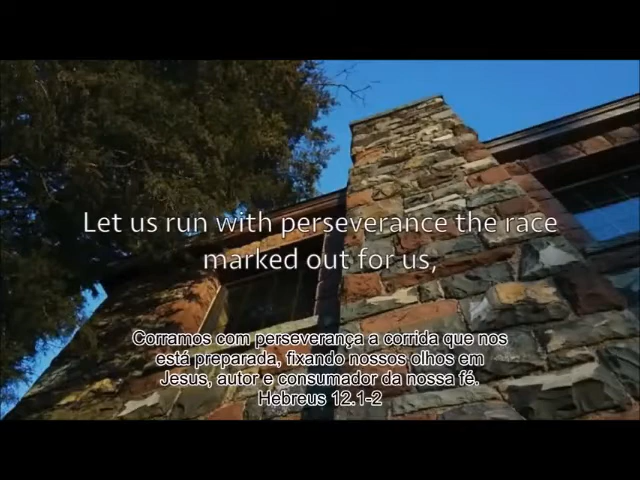 Let us run with perseverance the race
marked out for us,
Corramos com perseverança a corrida que nos
está preparada, fixando nossos olhos em
Jesus, autor e consumador da nossa fé.
Hebreus 12.1-2